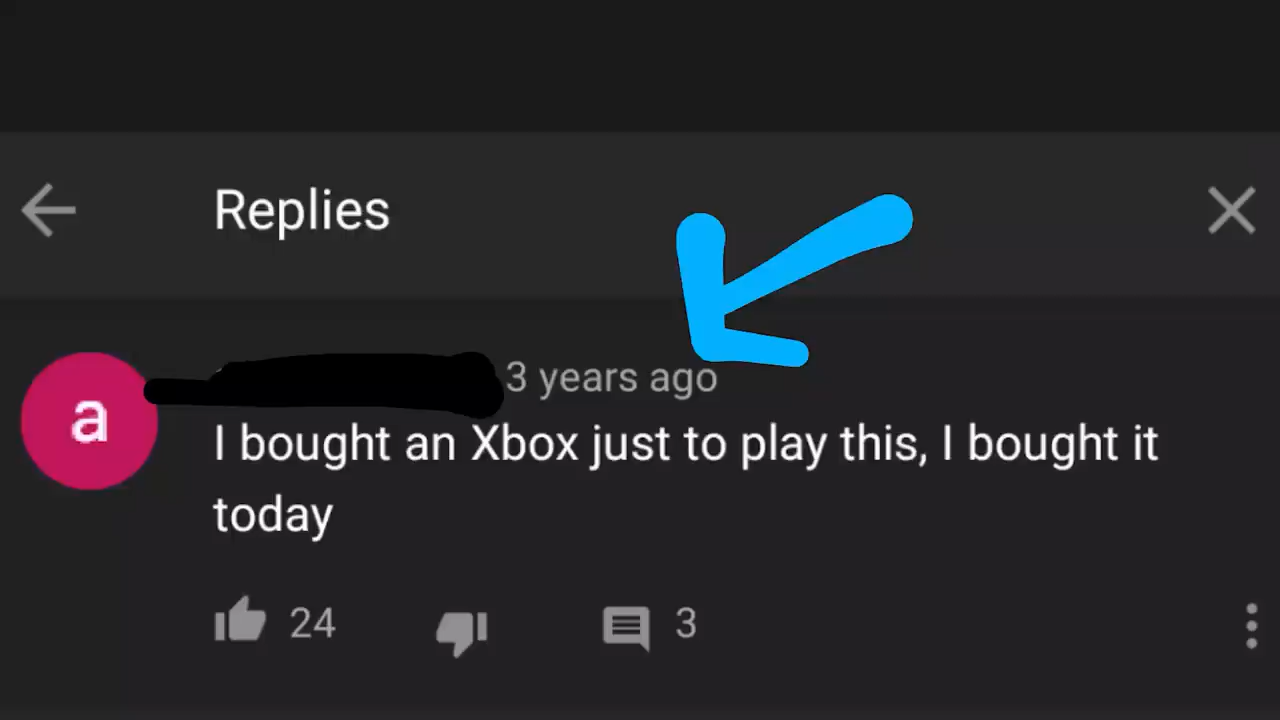 Replies
a
3 years ago
I bought an Xbox just to play this, I bought it
today
24
3